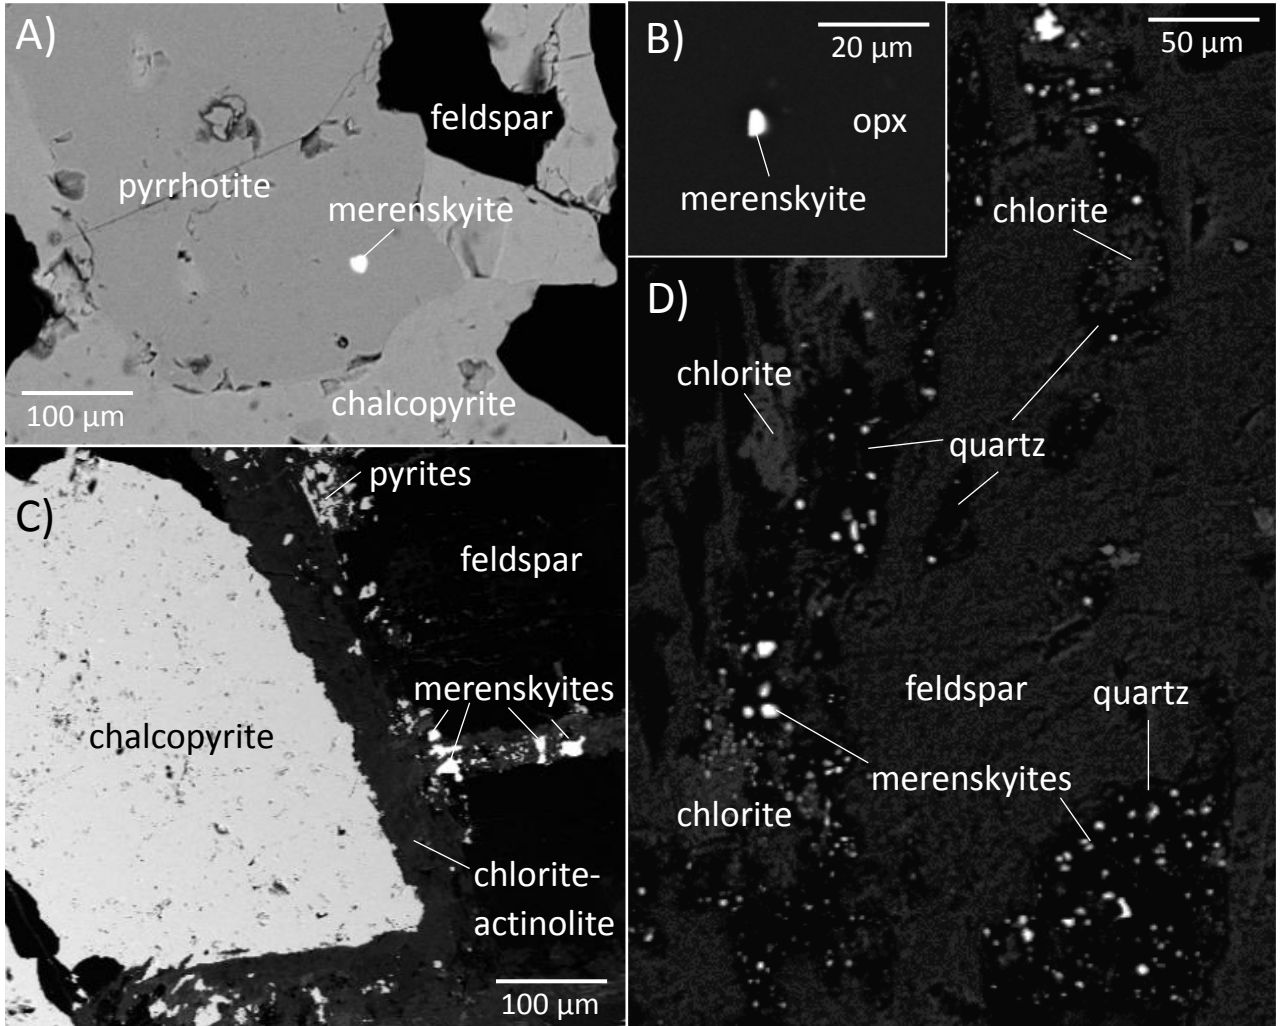 A)
feldspar
pyrrhotite
merenskyite
100 µm
chalcopyrite
B)
20 µm
opx
merenskyite
C)
pyrites
feldspar
merenskyites
chalcopyrite
chlorite-
actinolite
100 µm
50 µm
chlorite
D)
chlorite
quartz
feldspar
quartz
merenskyites
chlorite